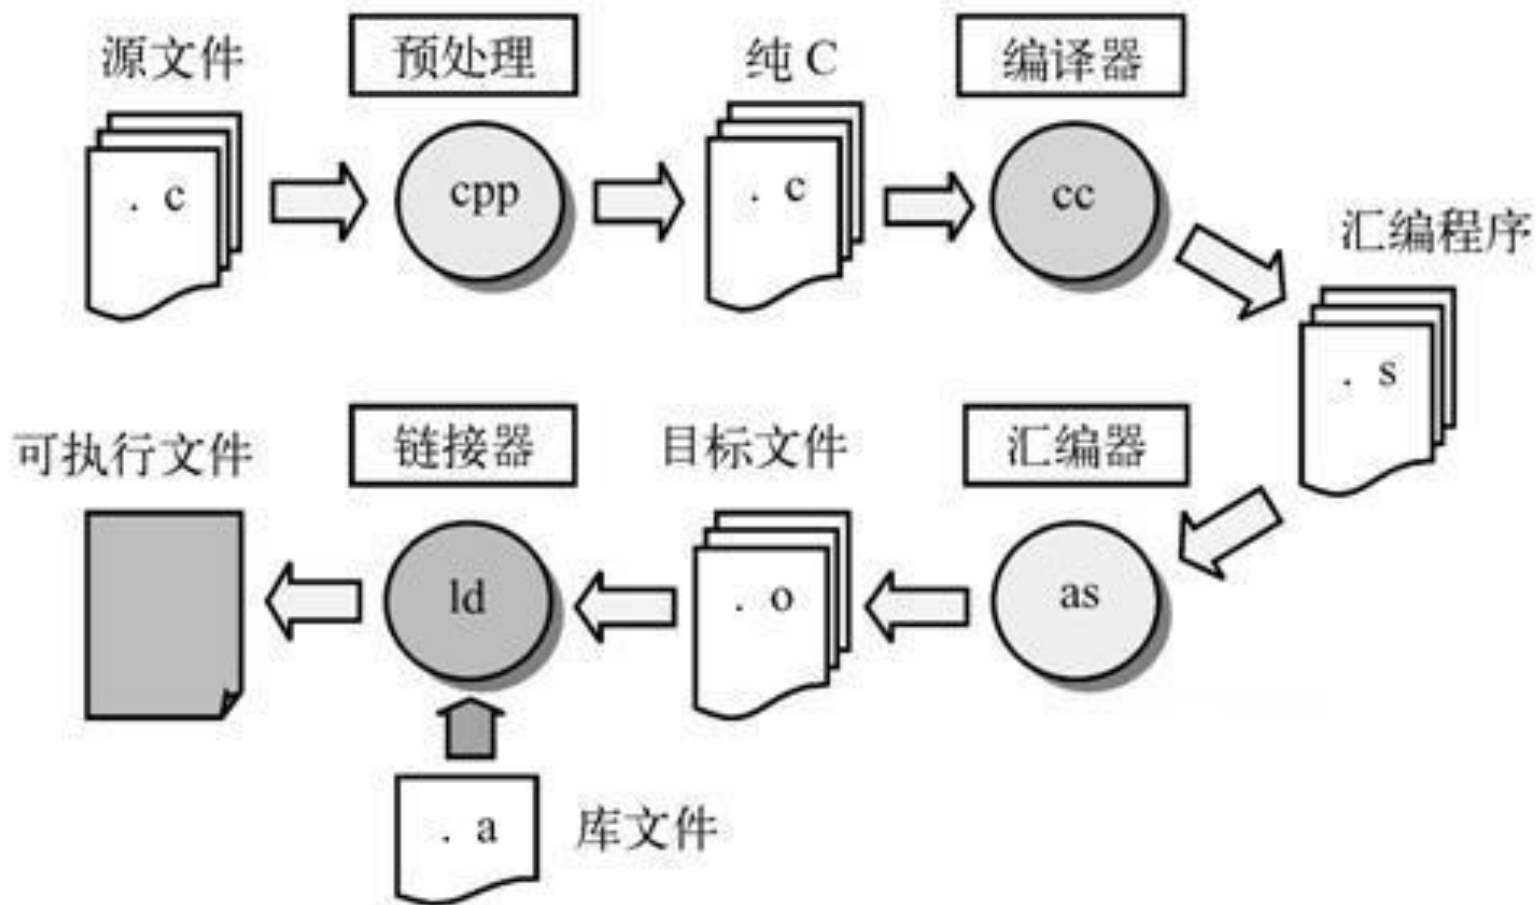 源文件
预处理
纯 C
编译器
. c
cpp
. c
cc
汇编程序
. s
可执行文件
链接器
目标文件
汇编器
ld
. o
as
. a
库文件